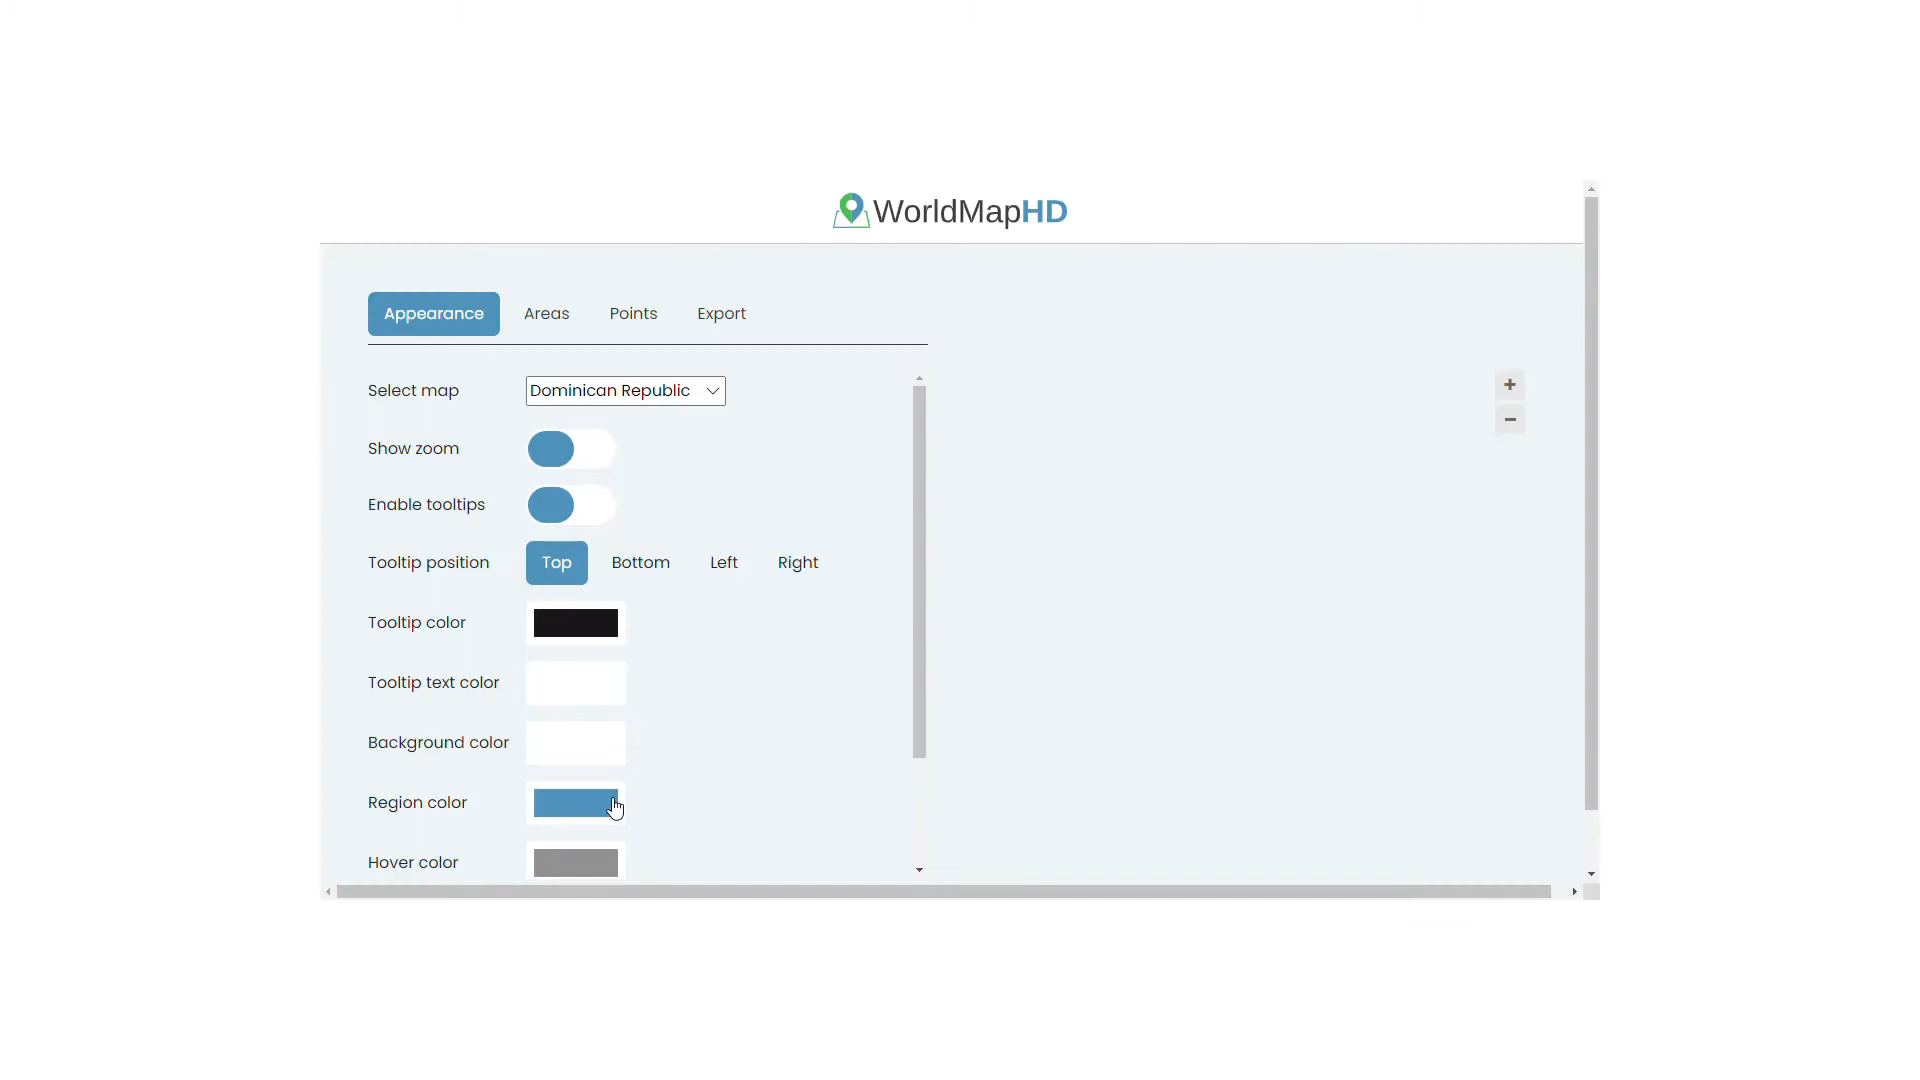 WorldMapHD
Appearance Areas Points Export
Select map Dominican Republic
Show zoom
Enable tooltips
Tooltip position Top Bottom Left Right
Tooltip color
Tooltip text color
Background color
Region color
Hover color
+
−